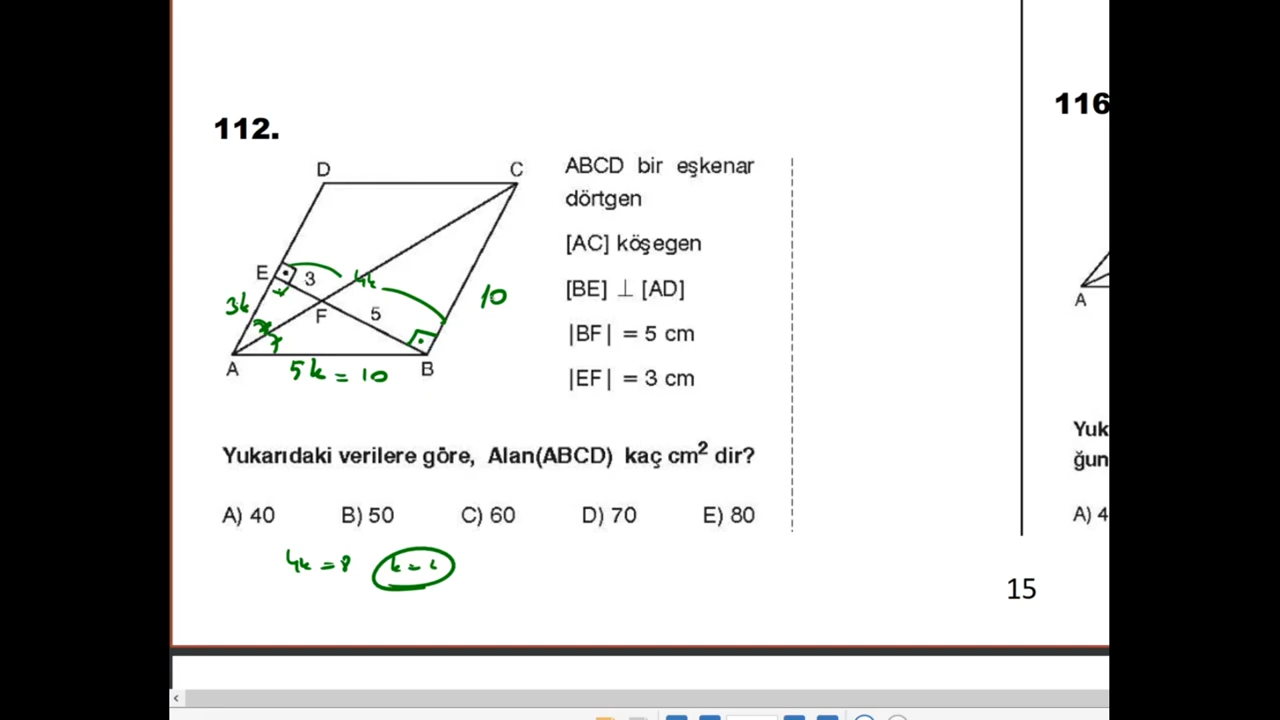 112.
116
D
C
ABCD bir eşkenar
dörtgen
[AC] köşegen
E
3
4k
[BE] ⊥ [AD]
3k
10
A
F
5
|BF| = 5 cm
A
B
5k = 10
|EF| = 3 cm
Yukarıdaki verilere göre, Alan(ABCD) kaç cm² dir?
Yuk
ğun
A) 40 B) 50 C) 60 D) 70 E) 80
A) 4
4k = 8
15